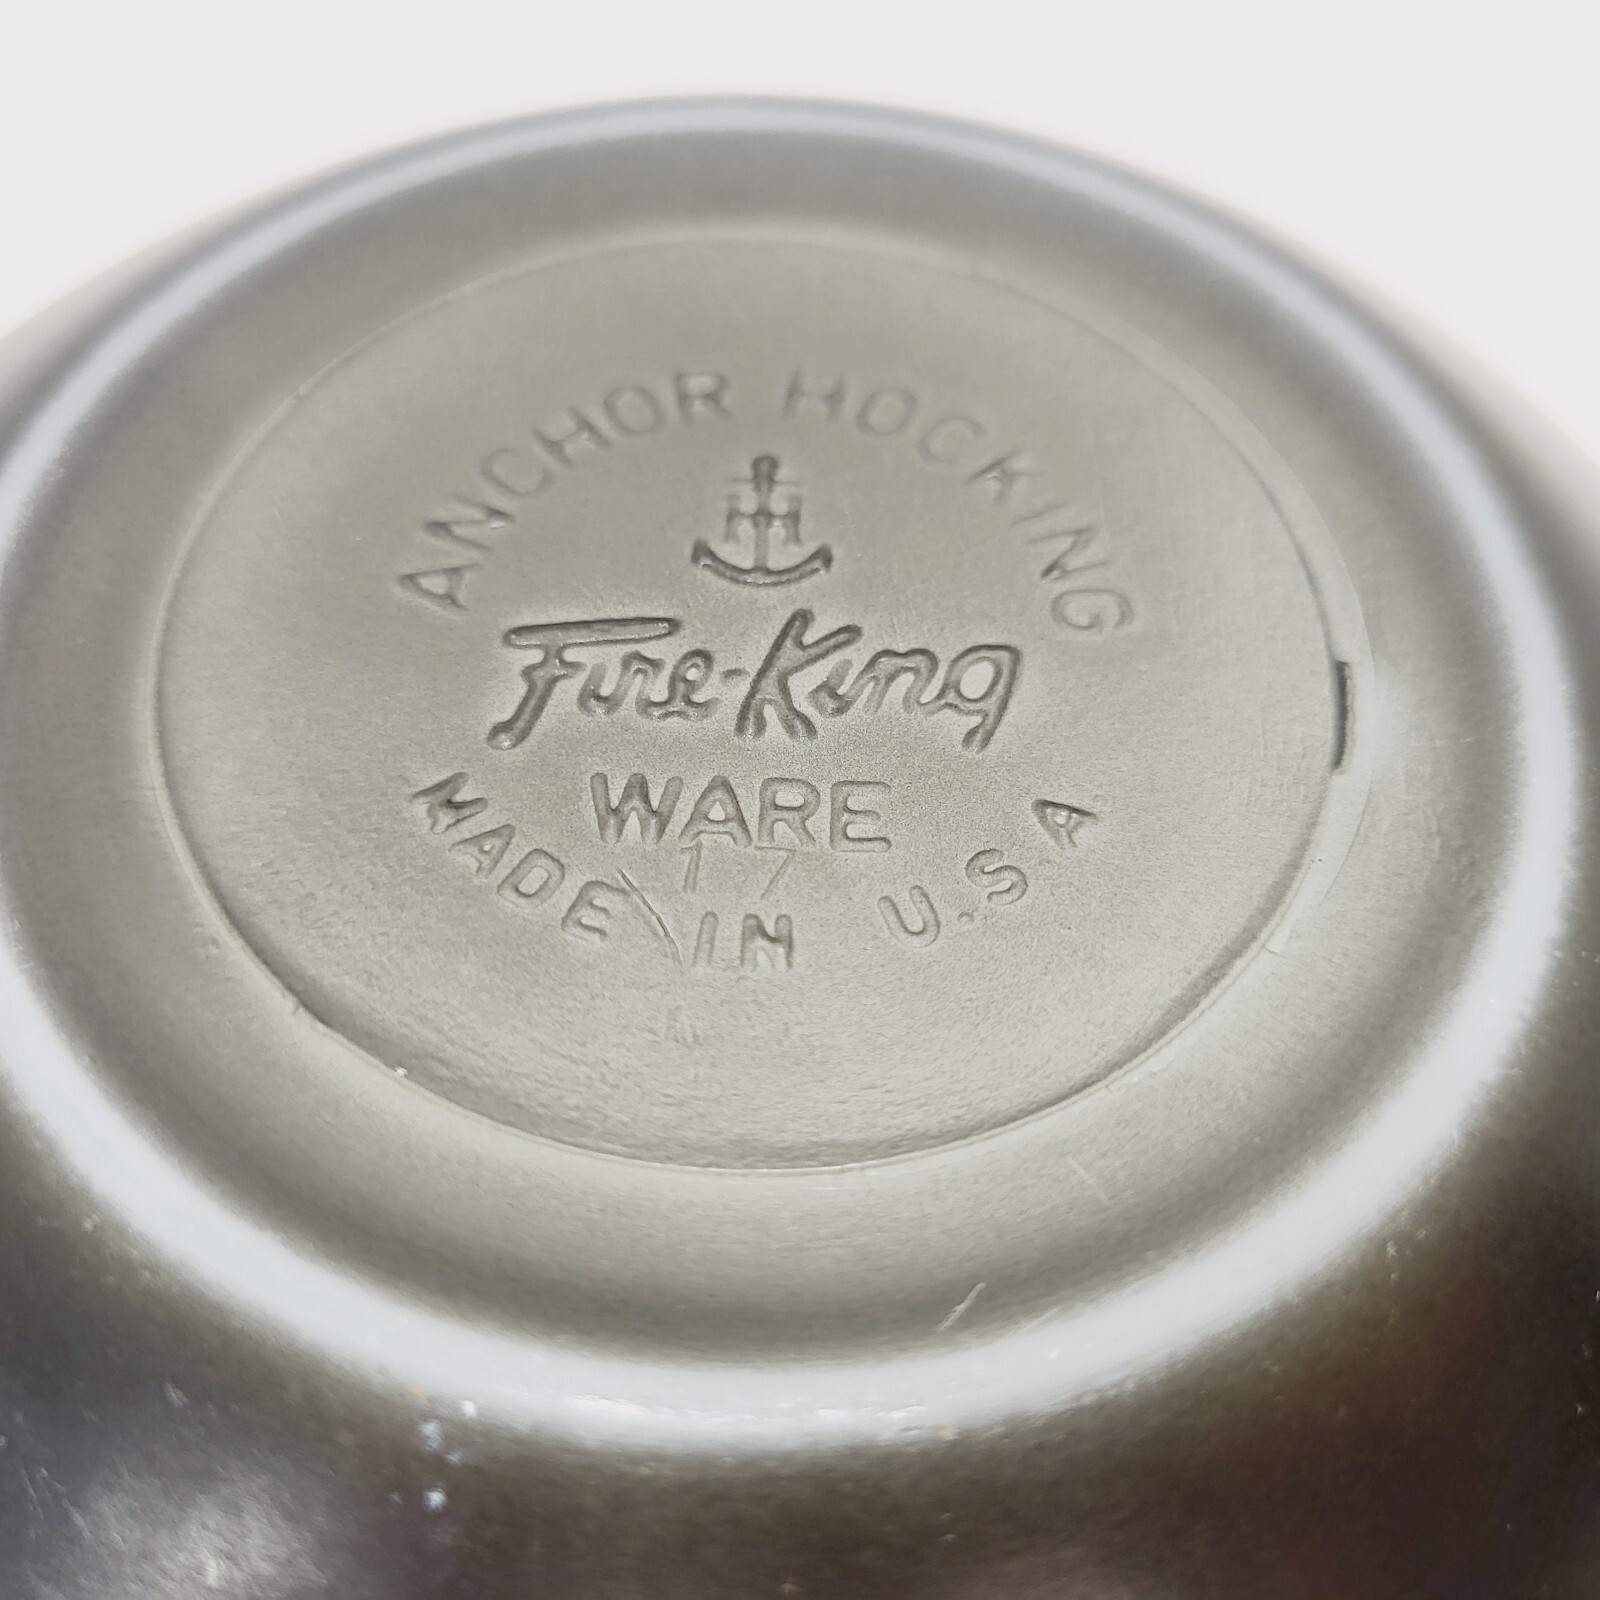 ANCHOR HOCKING
H
Fire-King
WARE
17
MADE IN U.S.A